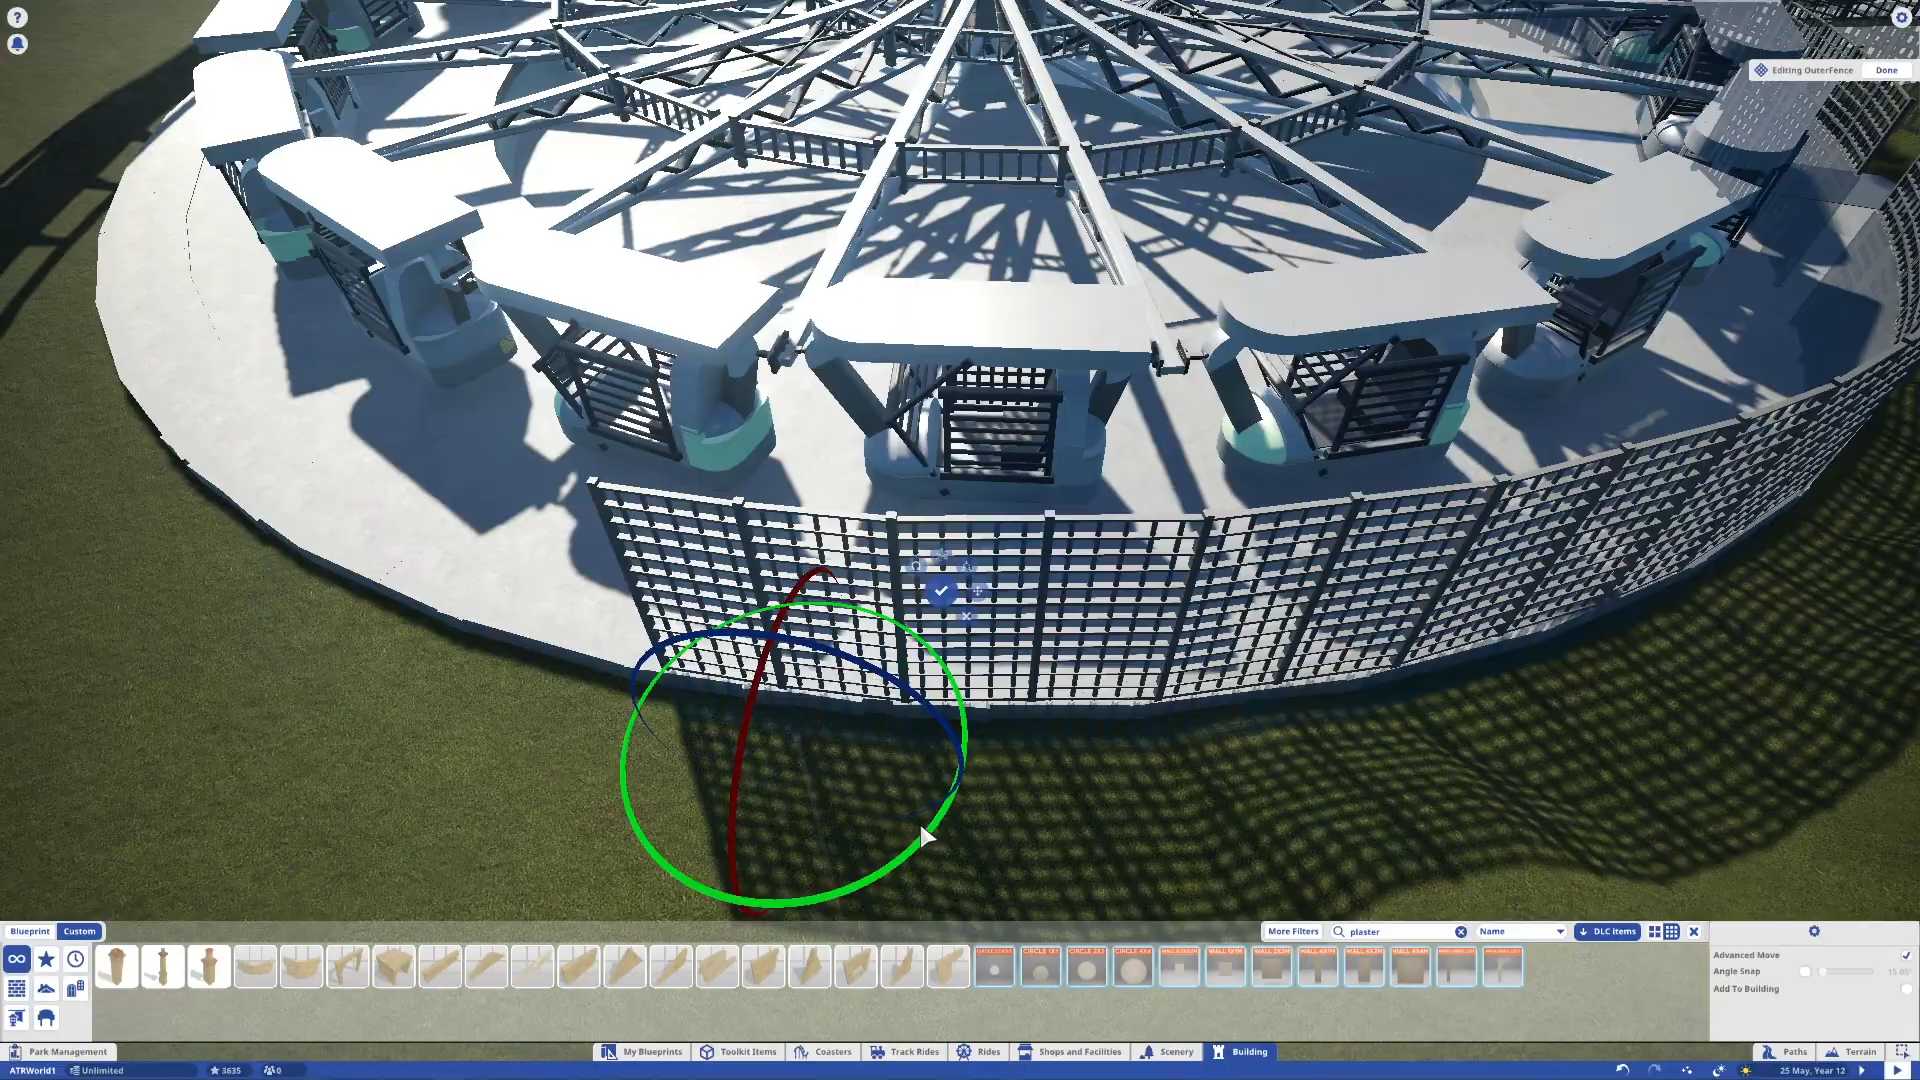 ?
Editing OuterFence Done
Blueprint Custom
More Filters plaster Name DLC items
Advanced Move
Angle Snap
Add To Building
CIRCLE 1X1 CIRCLE 2X2 CIRCLE 4X4
Park Management My Blueprints Toolkit Items Coasters Track Rides Rides Shops and Facilities Scenery Building Paths Terrain
ATRWorld1 Unlimited 3635 0 25 May, Year 12